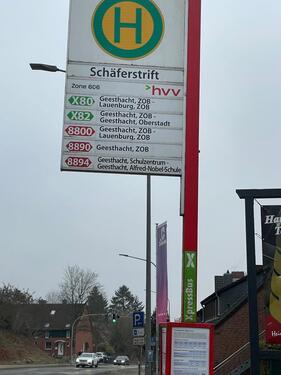 H
Schäferstrift
Zone 606
hvv
X80 Geesthacht, ZOB -
Lauenburg, ZOB
X82 Geesthacht, ZOB -
Geesthacht, Oberstadt
8800 Geesthacht, ZOB -
Lauenburg, ZOB
8890 Geesthacht, ZOB
8894 Geesthacht, Schulzentrum -
Geesthacht, Alfred-Nobel-Schule
X
XpressBus
P